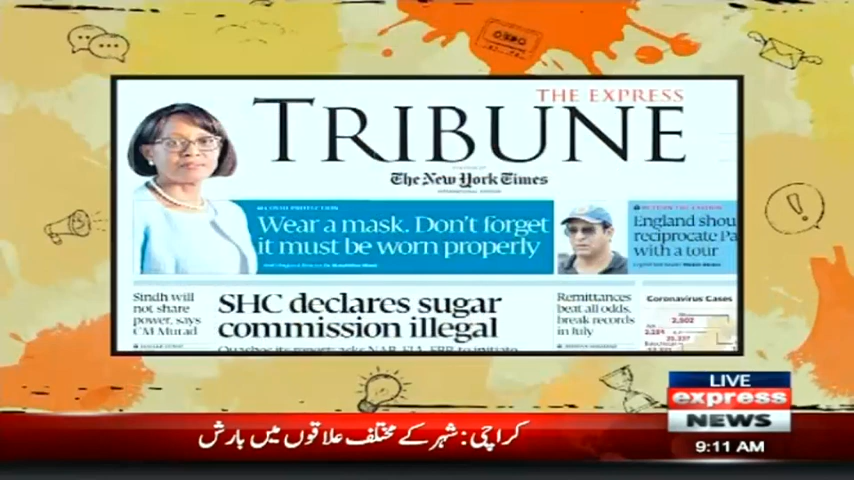 THE EXPRESS
TRIBUNE
The New York Times
INTERNATIONAL EDITION
Wear a mask. Don't forget
it must be worn properly
England shou
reciprocate Pa
with a tour
Sindh will
not share
power, says
CM Murad
SHC declares sugar
commission illegal
Remittances
beat all odds,
break records
in July
Coronavirus Cases
LIVE
express
NEWS
9:11 AM
کراچی: شہر کے مختلف علاقوں میں بارش